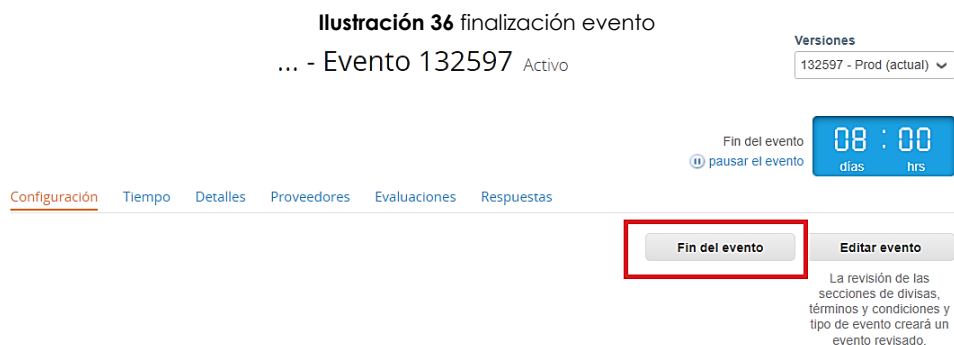 Ilustración 36 finalización evento
Versiones
... - Evento 132597 Activo
132597 - Prod (actual)
Fin del evento
08 : 00
pausar el evento
días hrs
Configuración Tiempo Detalles Proveedores Evaluaciones Respuestas
Fin del evento Editar evento
La revisión de las
secciones de divisas,
términos y condiciones y
tipo de evento creará un
evento revisado.